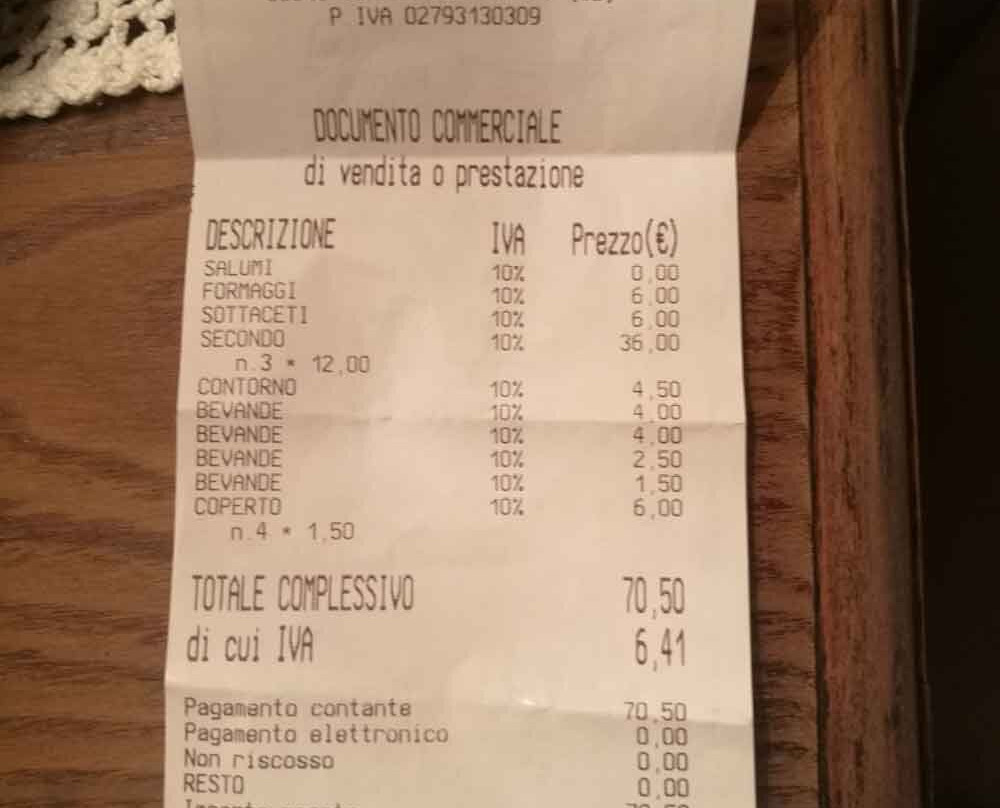 P IVA 02793130309
DOCUMENTO COMMERCIALE
di vendita o prestazione
DESCRIZIONE IVA Prezzo(€)
SALUMI 10% 0,00
FORMAGGI 10% 6,00
SOTTACETI 10% 6,00
SECONDO 10% 36,00
n.3 * 12,00
CONTORNO 10% 4,50
BEVANDE 10% 4,00
BEVANDE 10% 4,00
BEVANDE 10% 2,50
BEVANDE 10% 1,50
COPERTO 10% 6,00
n.4 * 1,50
TOTALE COMPLESSIVO 70,50
di cui IVA 6,41
Pagamento contante 70,50
Pagamento elettronico 0,00
Non riscosso 0,00
RESTO 0,00